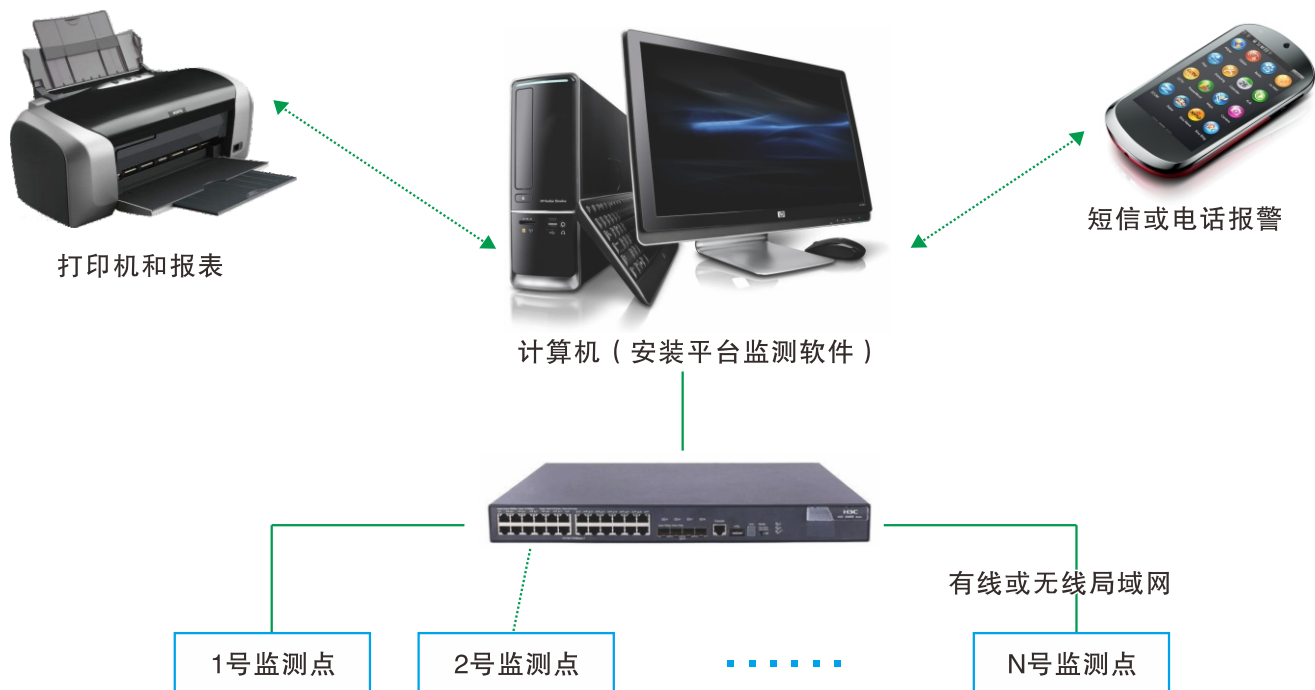 短信或电话报警
打印机和报表
计算机（安装平台监测软件）
H3C
有线或无线局域网
1号监测点
2号监测点
N号监测点